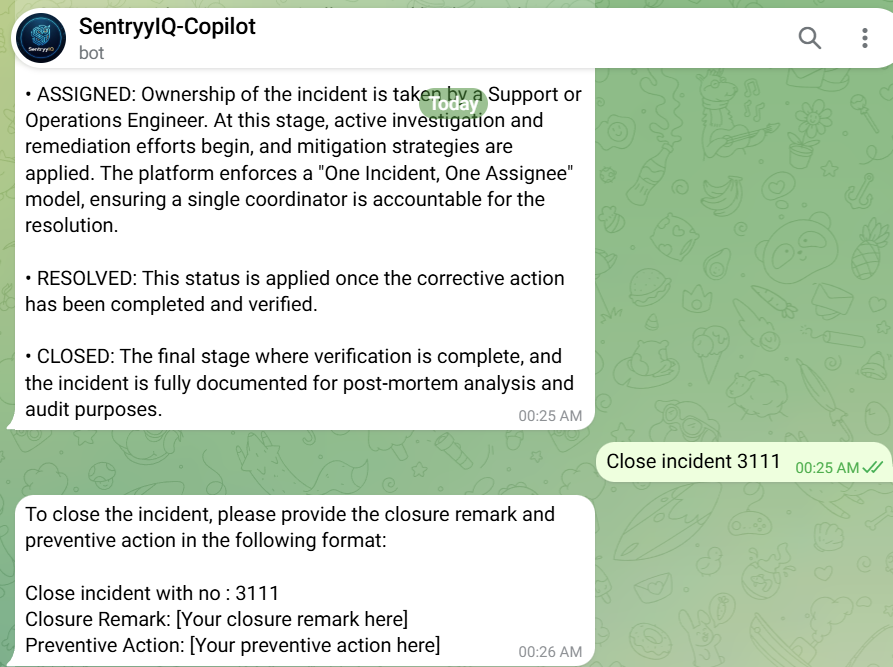 SentryyIQ-Copilot
bot
SentryyIQ
Today
• ASSIGNED: Ownership of the incident is taken by a Support or
Operations Engineer. At this stage, active investigation and
remediation efforts begin, and mitigation strategies are
applied. The platform enforces a "One Incident, One Assignee"
model, ensuring a single coordinator is accountable for the
resolution.
• RESOLVED: This status is applied once the corrective action
has been completed and verified.
• CLOSED: The final stage where verification is complete, and
the incident is fully documented for post-mortem analysis and
audit purposes.
00:25 AM
Close incident 3111
00:25 AM
To close the incident, please provide the closure remark and
preventive action in the following format:
Close incident with no : 3111
Closure Remark: [Your closure remark here]
Preventive Action: [Your preventive action here]
00:26 AM